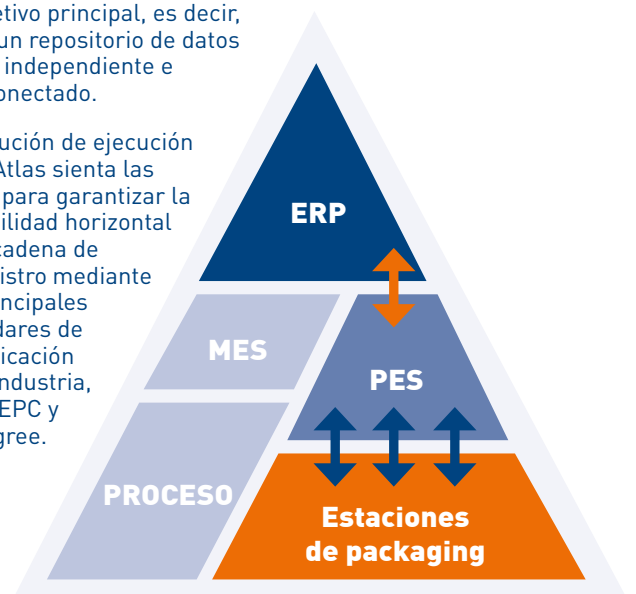 etivo principal, es decir,
un repositorio de datos
independiente e
onectado.
ución de ejecución
Atlas sienta las
para garantizar la
ilidad horizontal
cadena de
istro mediante
ncipales
dares de
icación
ndustria,
EPC y
gree.
ERP
MES
PES
PROCESO
Estaciones
de packaging